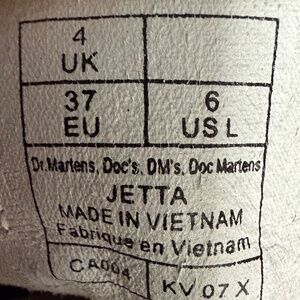 4
UK
37 6
EU US L
Dr. Martens, Doc's, DM's, Doc Martens
JETTA
MADE IN VIETNAM
Fabriqué en Vietnam
CA004
KV 07 X